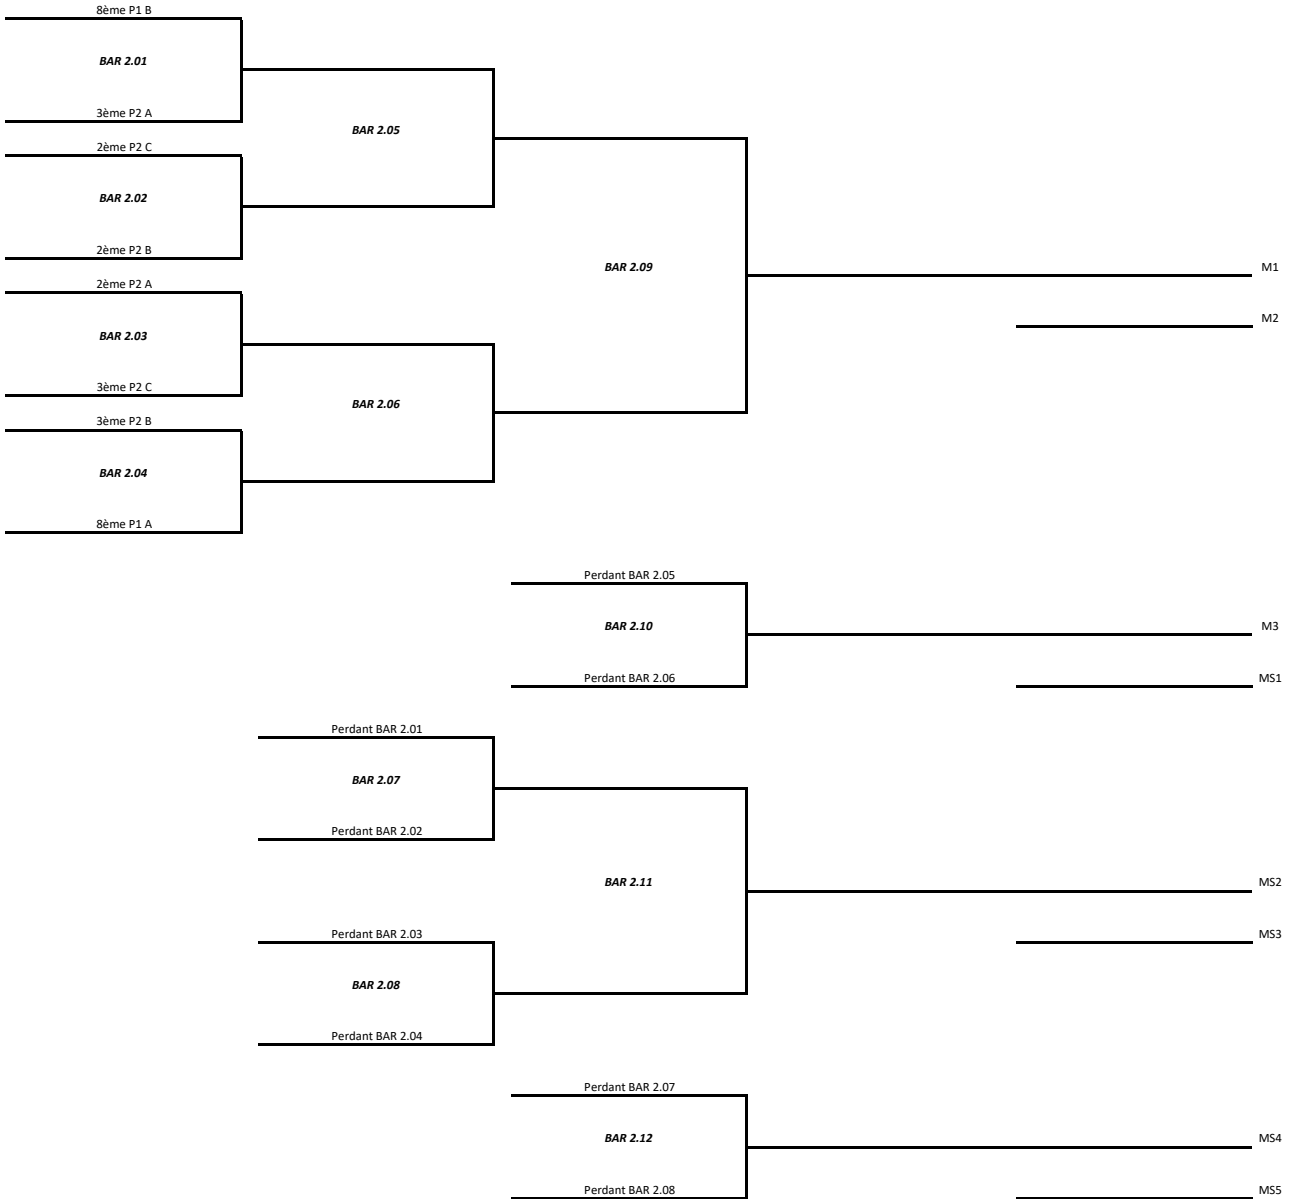 8ème P1 B
BAR 2.01
3ème P2 A
BAR 2.05
2ème P2 C
BAR 2.02
2ème P2 B
BAR 2.09
M1
2ème P2 A
M2
BAR 2.03
3ème P2 C
BAR 2.06
3ème P2 B
BAR 2.04
8ème P1 A
Perdant BAR 2.05
BAR 2.10
M3
Perdant BAR 2.06
MS1
Perdant BAR 2.01
BAR 2.07
Perdant BAR 2.02
BAR 2.11
MS2
Perdant BAR 2.03
MS3
BAR 2.08
Perdant BAR 2.04
Perdant BAR 2.07
BAR 2.12
MS4
Perdant BAR 2.08
MS5